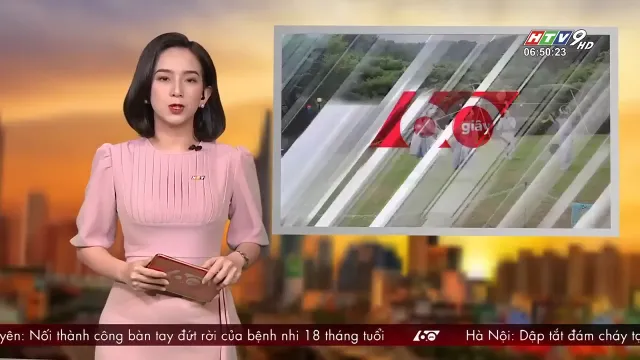 HTV9 HD
06:50:23
giây
HTV
yên: Nối thành công bàn tay đứt rời của bệnh nhi 18 tháng tuổi 60 Hà Nội: Dập tắt đám cháy tạ